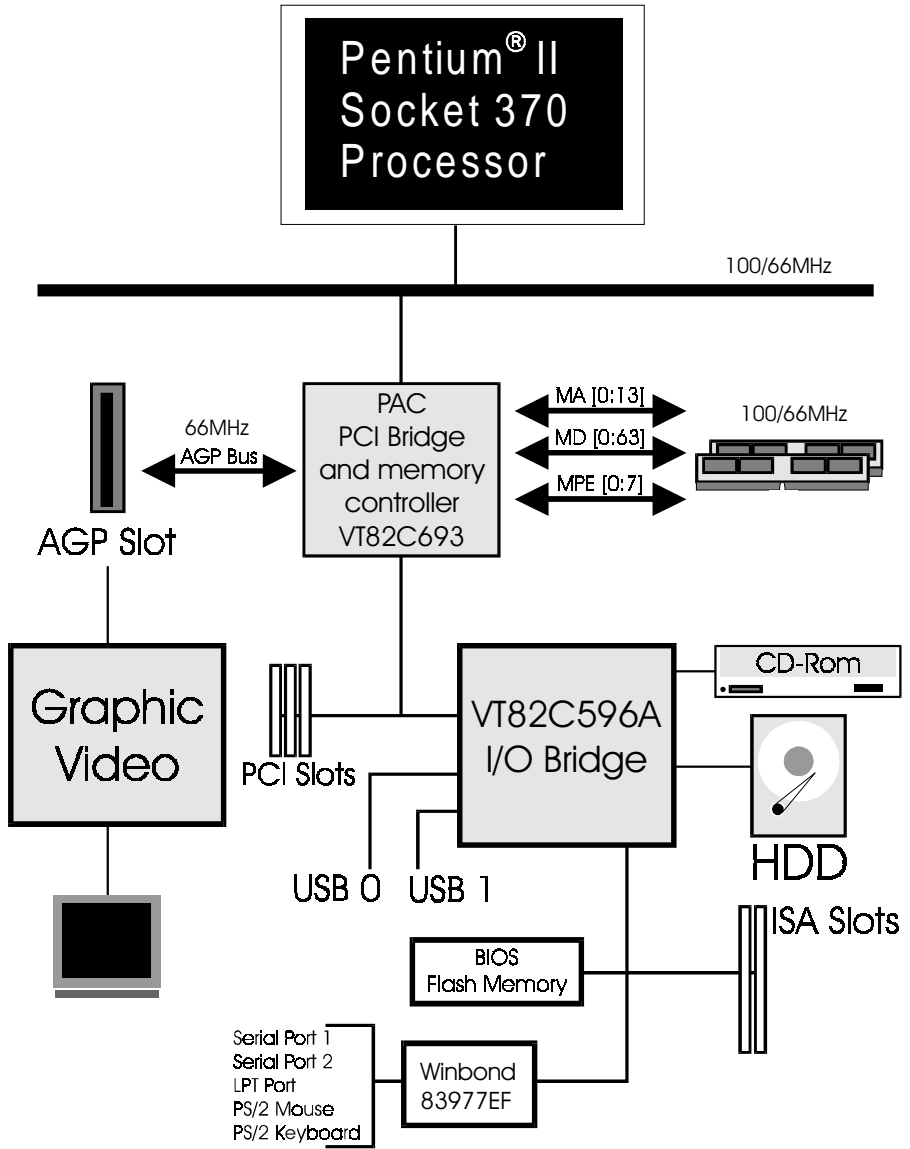 Pentium® II
Socket 370
Processor
100/66MHz
PAC
PCI Bridge
and memory
controller
VT82C693
66MHz
AGP Bus
MA [0:13]
MD [0:63]
MPE [0:7]
100/66MHz
AGP Slot
Graphic
Video
PCI Slots
VT82C596A
I/O Bridge
CD-Rom
HDD
USB 0
USB 1
ISA Slots
BIOS
Flash Memory
Serial Port 1
Serial Port 2
LPT Port
PS/2 Mouse
PS/2 Keyboard
Winbond
83977EF